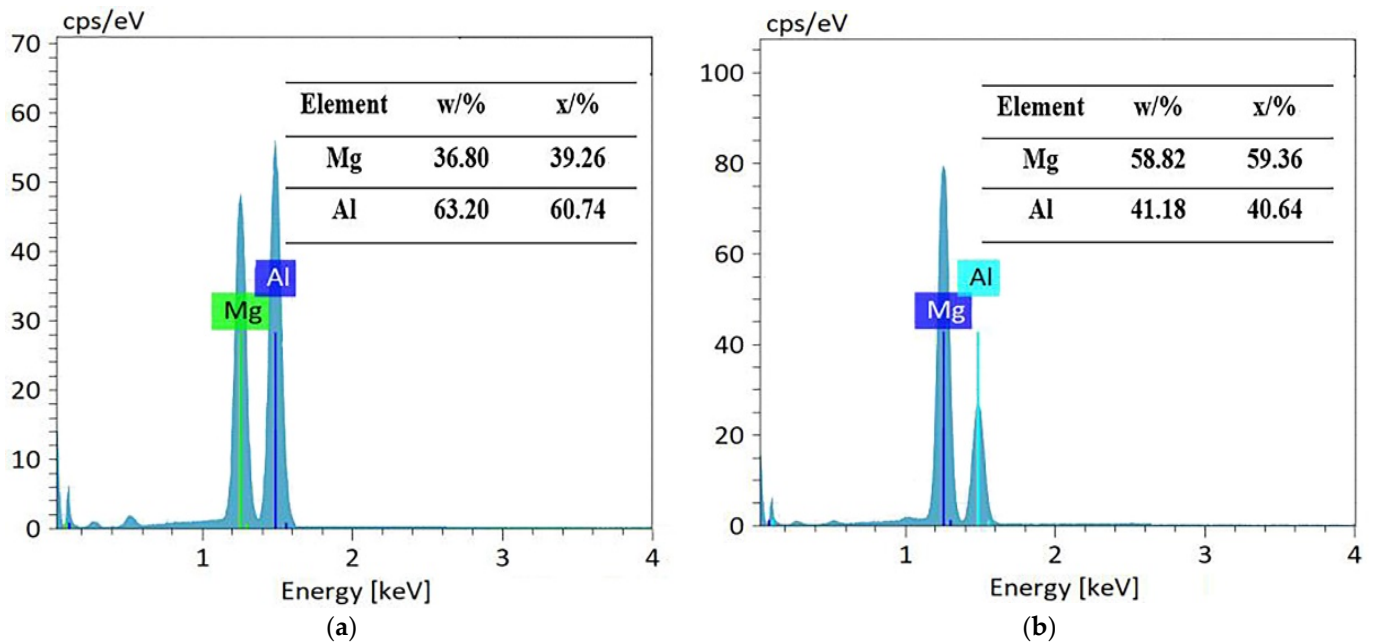 cps/eV
70
60
50
40
30
20
10
0
Element w/% x/%
Mg 36.80 39.26
Al 63.20 60.74
Al
Mg
1 2 3 4
Energy [keV]
(a)
cps/eV
100
80
60
40
20
0
Element w/% x/%
Mg 58.82 59.36
Al 41.18 40.64
Al
Mg
1 2 3 4
Energy [keV]
(b)